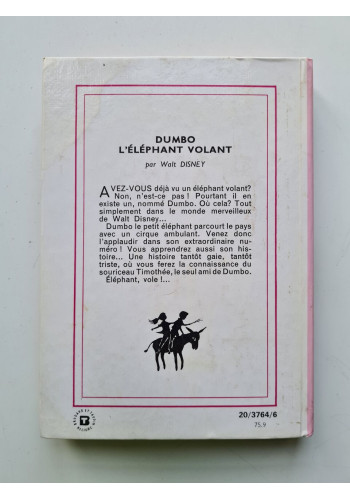 DUMBO
L'ÉLÉPHANT VOLANT
par Walt DISNEY
AVEZ-VOUS déjà vu un éléphant volant?
Non, n'est-ce pas! Pourtant il en
existe un, nommé Dumbo. Où cela? Tout
simplement dans le monde merveilleux
de Walt Disney...
Dumbo le petit éléphant parcourt le pays
avec un cirque ambulant. Venez donc
l'applaudir dans son extraordinaire nu-
méro! Vous apprendrez aussi son his-
toire... Une histoire tantôt gaie, tantôt
triste, où vous ferez la connaissance du
souriceau Timothée, le seul ami de Dumbo.
Éléphant, vole!...
20/3764/6
75.9